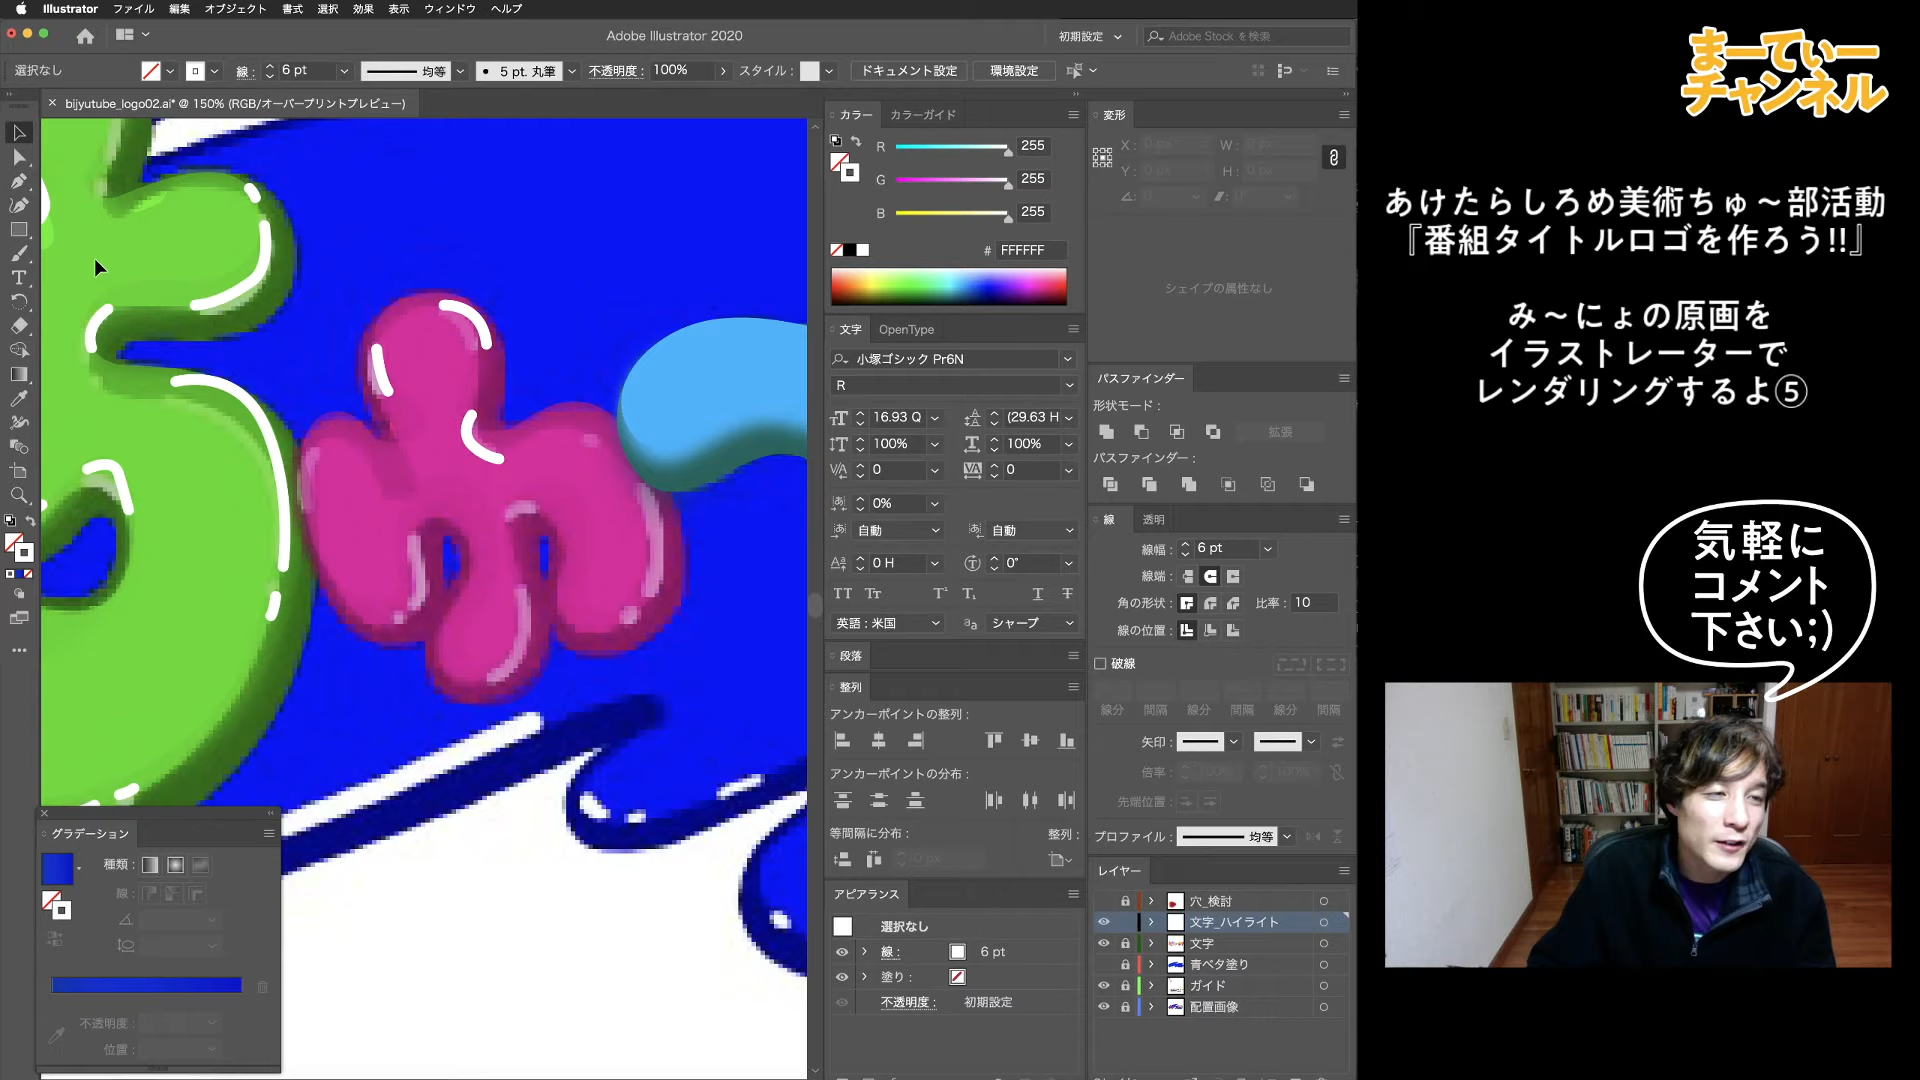 Illustrator ファイル 編集 オブジェクト 書式 選択 効果 表示 ウィンドウ ヘルプ
Adobe Illustrator 2020
初期設定
Adobe Stock を検索
選択なし
線 : 6 pt
均等
5 pt. 丸筆
不透明度 : 100%
スタイル :
ドキュメント設定
環境設定
bijyutube_logo02.ai* @ 150% (RGB/オーバープリントプレビュー)
カラー カラーガイド
R 255
G 255
B 255
# FFFFFF
文字 OpenType
小塚ゴシック Pr6N
R
16.93 Q (29.63 H
100% 100%
0 0
0%
自動 自動
0 H 0°
英語 : 米国 シャープ
段落
整列
アンカーポイントの整列 :
アンカーポイントの分布 :
等間隔に分布 : 整列 :
0 px
アピアランス
選択なし
線 : 6 pt
塗り :
不透明度 : 初期設定
変形
X : 0 px W : 0 px
Y : 0 px H : 0 px
シェイプの属性なし
パスファインダー
形状モード :
拡張
パスファインダー :
線 透明
線幅 : 6 pt
線端 :
角の形状 : 比率 : 10
線の位置 :
破線
線分 間隔 線分 間隔 線分 間隔
矢印 :
倍率 : 100% 100%
先端位置 :
プロファイル : 均等
レイヤー
穴_検討
文字_ハイライト
文字
青ベタ塗り
ガイド
配置画像
グラデーション
種類 :
線 :
不透明度 :
位置 :
まーてぃー
チャンネル
あけたらしろめ美術ちゅ～部活動
『番組タイトルロゴを作ろう!!』
み～にょの原画を
イラストレーターで
レンダリングするよ⑤
気軽に
コメント
下さい;)